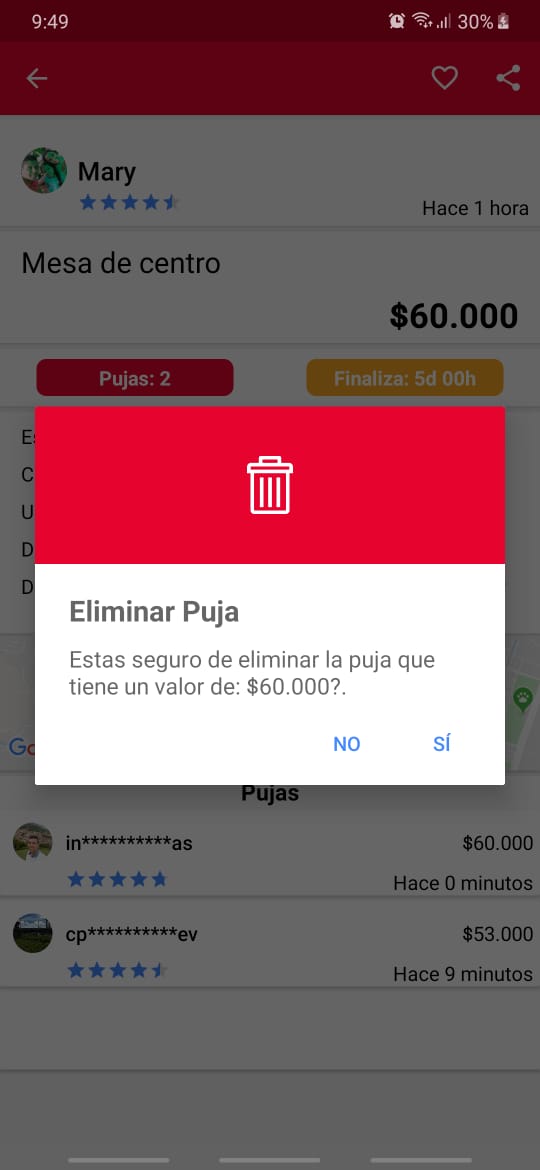 9:49
30%
Mary
Hace 1 hora
Mesa de centro
$60.000
Pujas: 2
Finaliza: 5d 00h
Eliminar Puja
Estas seguro de eliminar la puja que
tiene un valor de: $60.000?.
NO
SÍ
Pujas
in**********as
$60.000
Hace 0 minutos
cp**********ev
$53.000
Hace 9 minutos